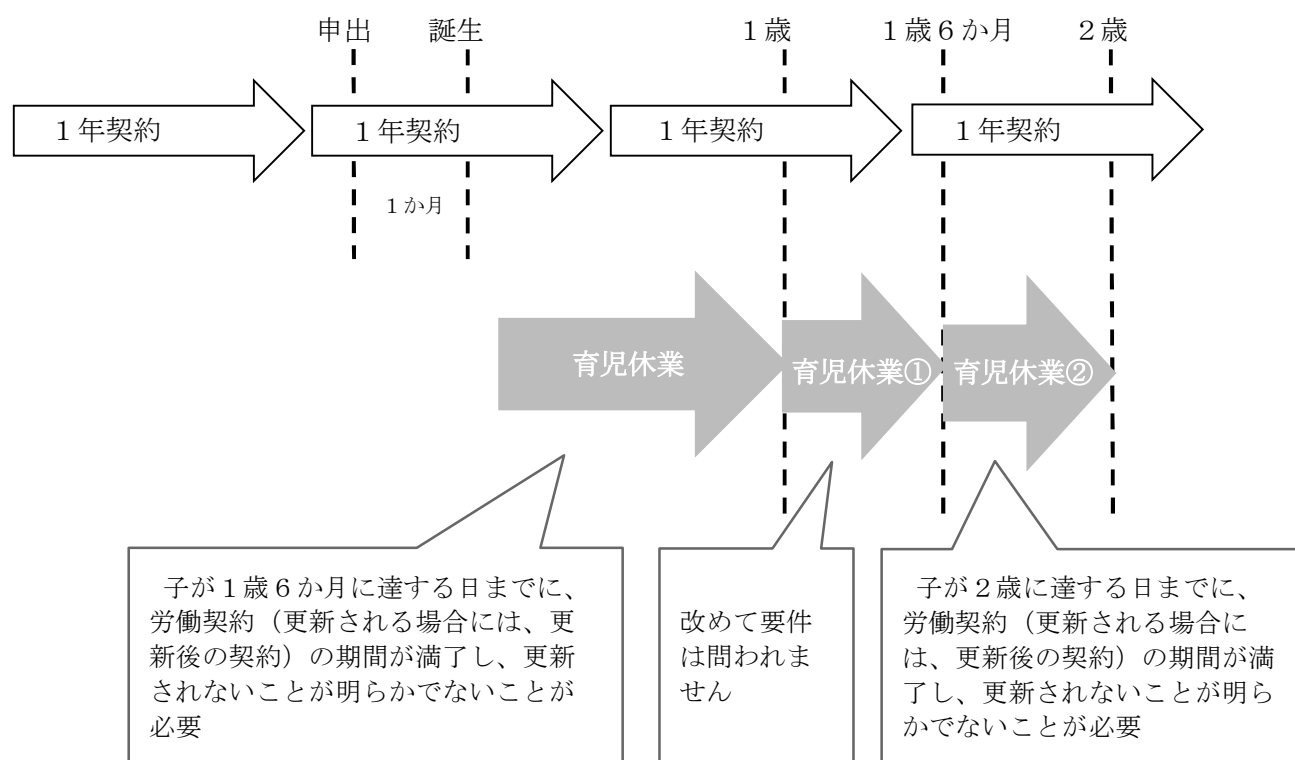 申出
誕生
１歳
１歳６か月
２歳
１年契約
１年契約
１年契約
１年契約
１か月
育児休業
育児休業①
育児休業②
子が１歳６か月に達する日までに、
労働契約（更新される場合には、更
新後の契約）の期間が満了し、更新
されないことが明らかでないことが
必要
改めて要件
は問われま
せん
子が２歳に達する日までに、
労働契約（更新される場合に
は、更新後の契約）の期間が満
了し、更新されないことが明ら
かでないことが必要